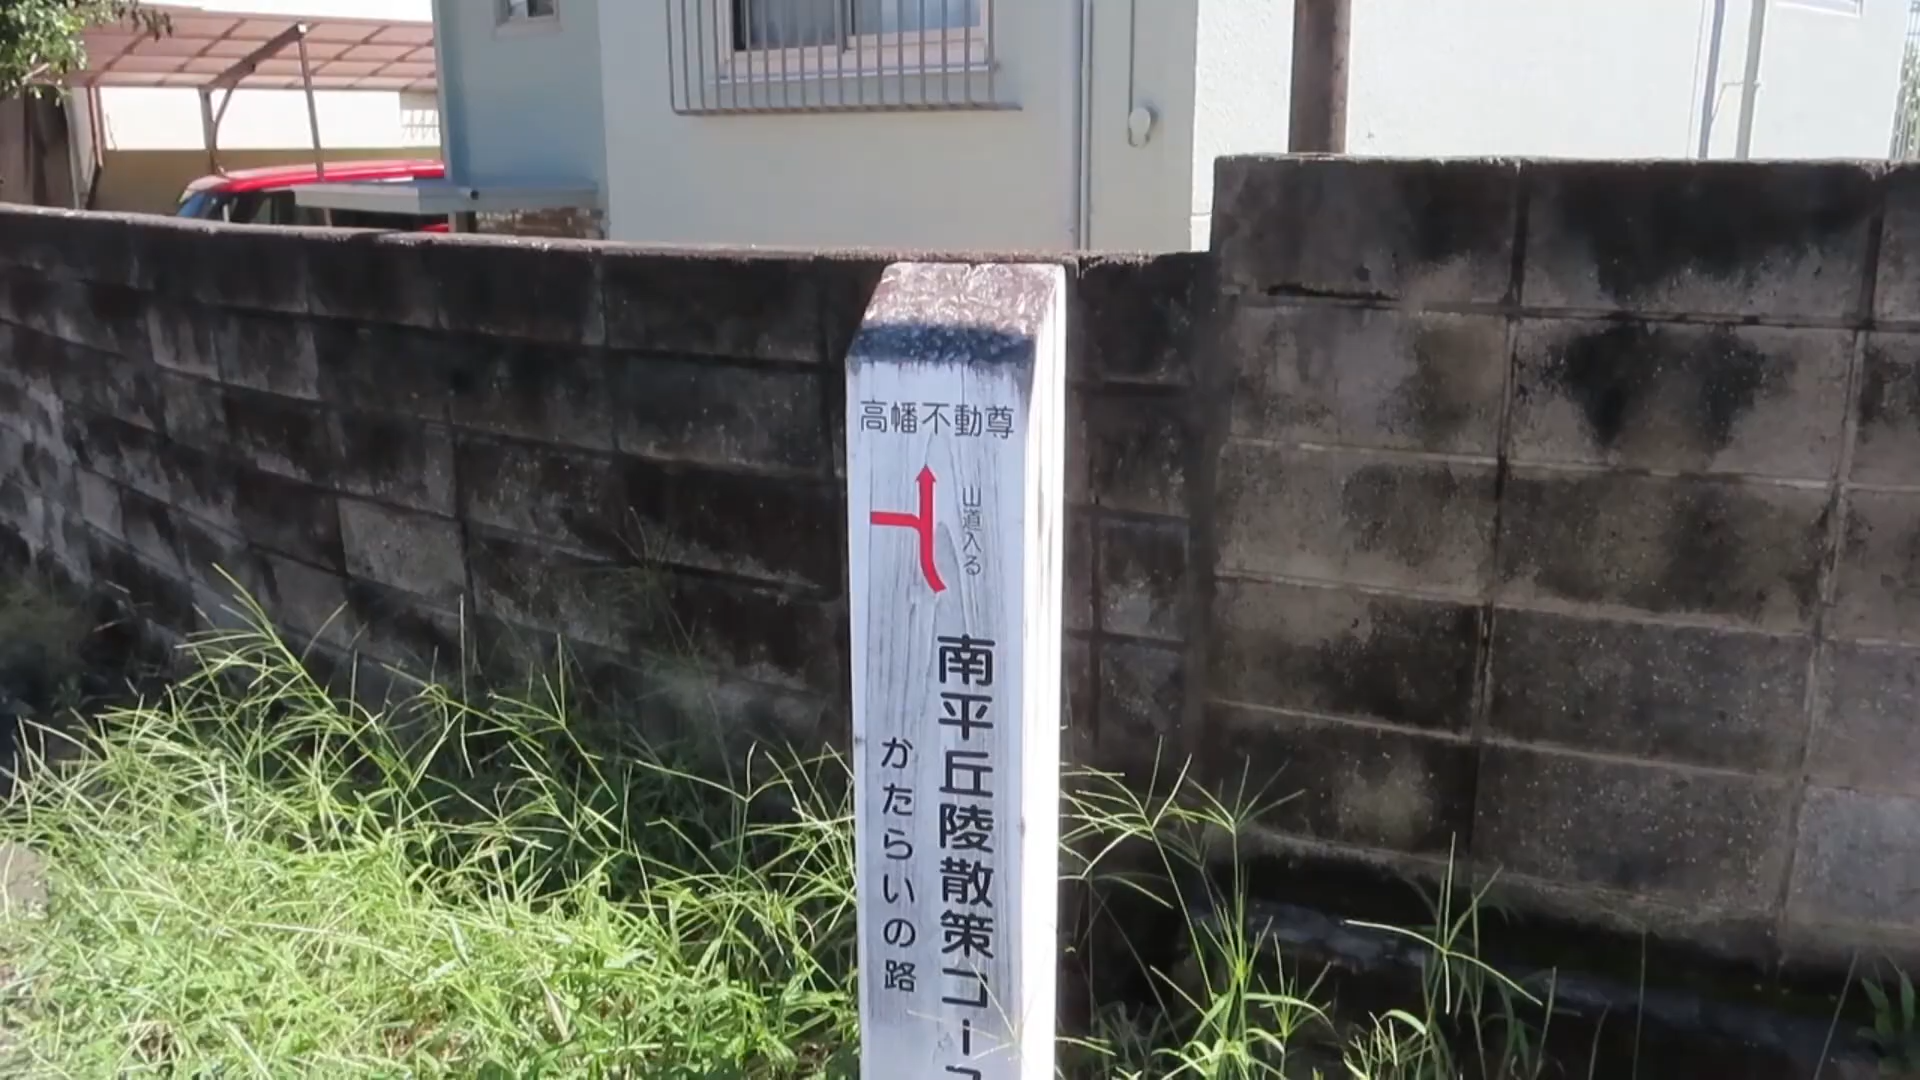 高幡不動尊
山道入る
南平丘陵散策コー
かたらいの路